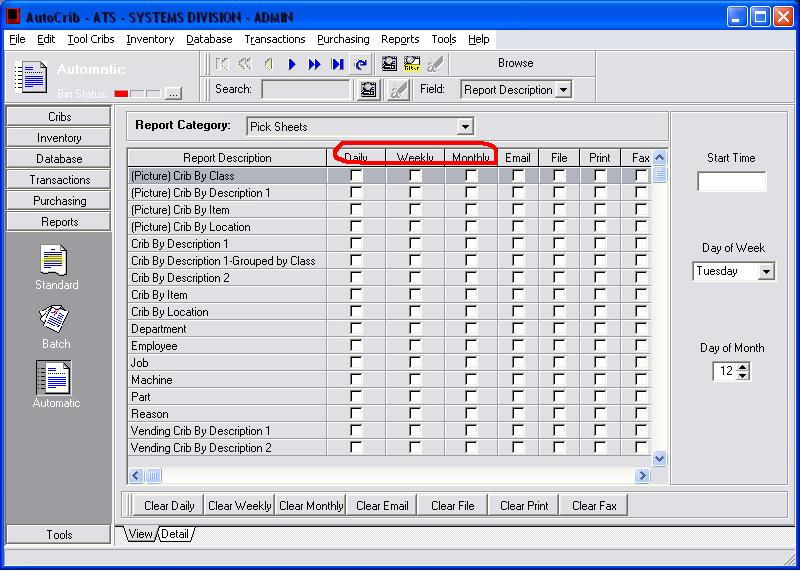 AutoCrib - ATS - SYSTEMS DIVISION - ADMIN
File Edit Tool Cribs Inventory Database Transactions Purchasing Reports Tools Help
Automatic
Browse
Bin Status: ...
Search: Field: Report Description
Cribs
Inventory
Database
Transactions
Purchasing
Reports
Standard
Batch
Automatic
Tools
Report Category: Pick Sheets
Report Description Daily Weekly Monthly Email File Print Fax
(Picture) Crib By Class
(Picture) Crib By Description 1
(Picture) Crib By Item
(Picture) Crib By Location
Crib By Description 1
Crib By Description 1-Grouped by Class
Crib By Description 2
Crib By Item
Crib By Location
Department
Employee
Job
Machine
Part
Reason
Vending Crib By Description 1
Vending Crib By Description 2
Start Time
Day of Week
Tuesday
Day of Month
12
Clear Daily Clear Weekly Clear Monthly Clear Email Clear File Clear Print Clear Fax
View Detail